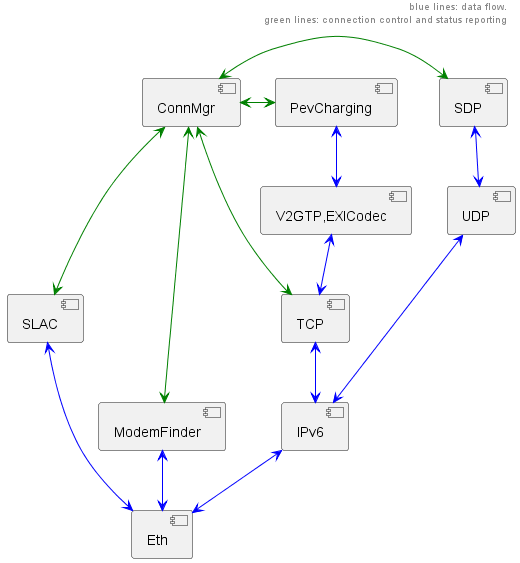 blue lines: data flow.
green lines: connection control and status reporting
ConnMgr
PevCharging
SDP
V2GTP,EXICodec
UDP
SLAC
TCP
ModemFinder
IPv6
Eth